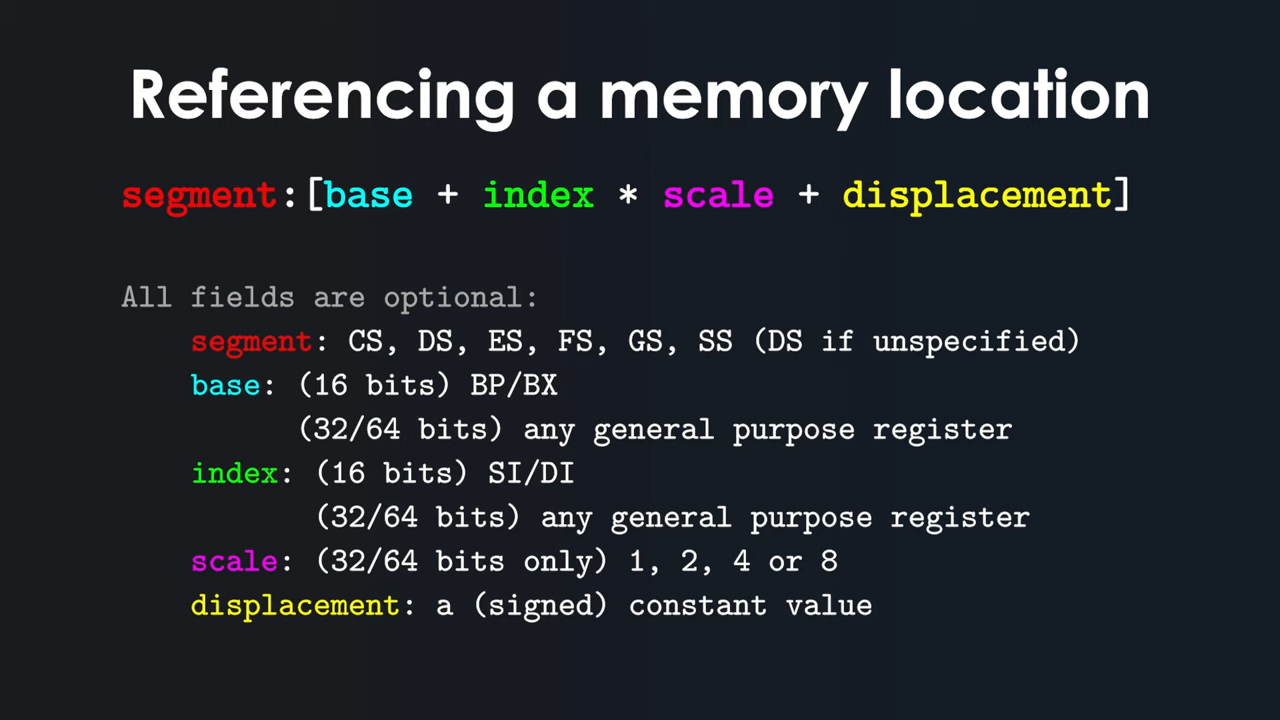 Referencing a memory location
segment:[base + index * scale + displacement]
All fields are optional:
segment: CS, DS, ES, FS, GS, SS (DS if unspecified)
base: (16 bits) BP/BX
(32/64 bits) any general purpose register
index: (16 bits) SI/DI
(32/64 bits) any general purpose register
scale: (32/64 bits only) 1, 2, 4 or 8
displacement: a (signed) constant value